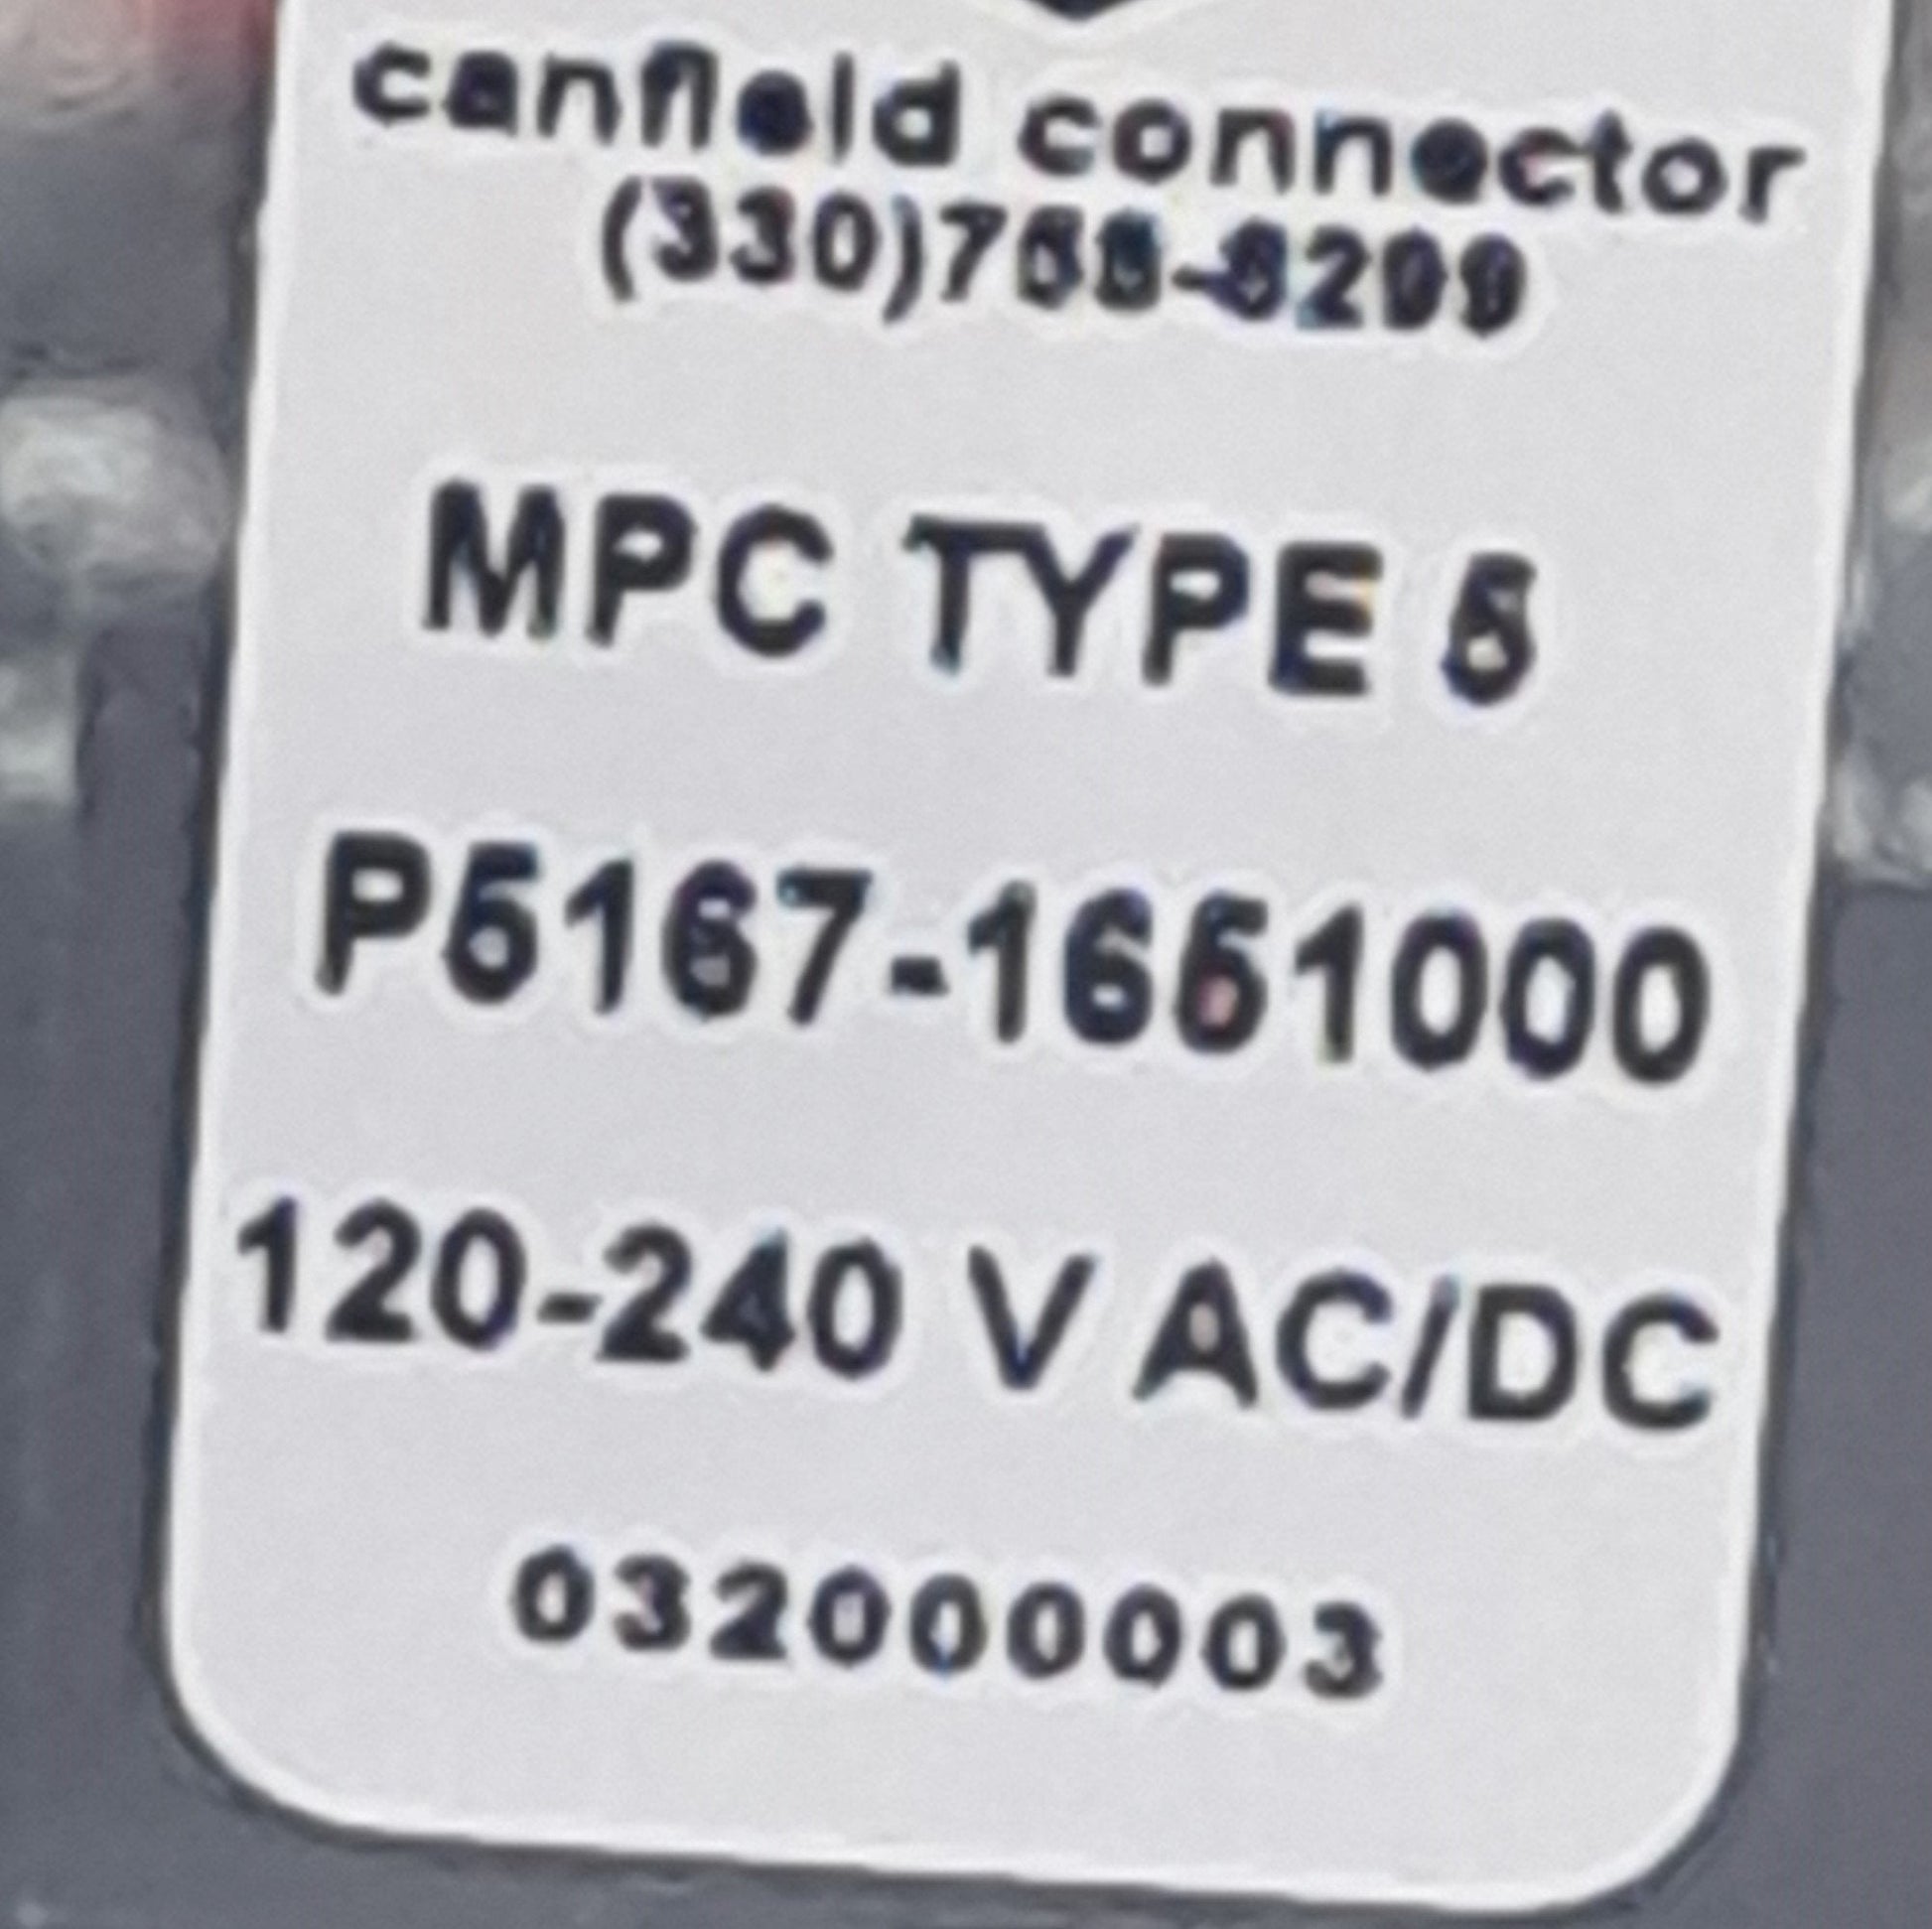 canfield connector
MPC TYPE 5
P5167-1651000
120-240 V AC/DC
032000003